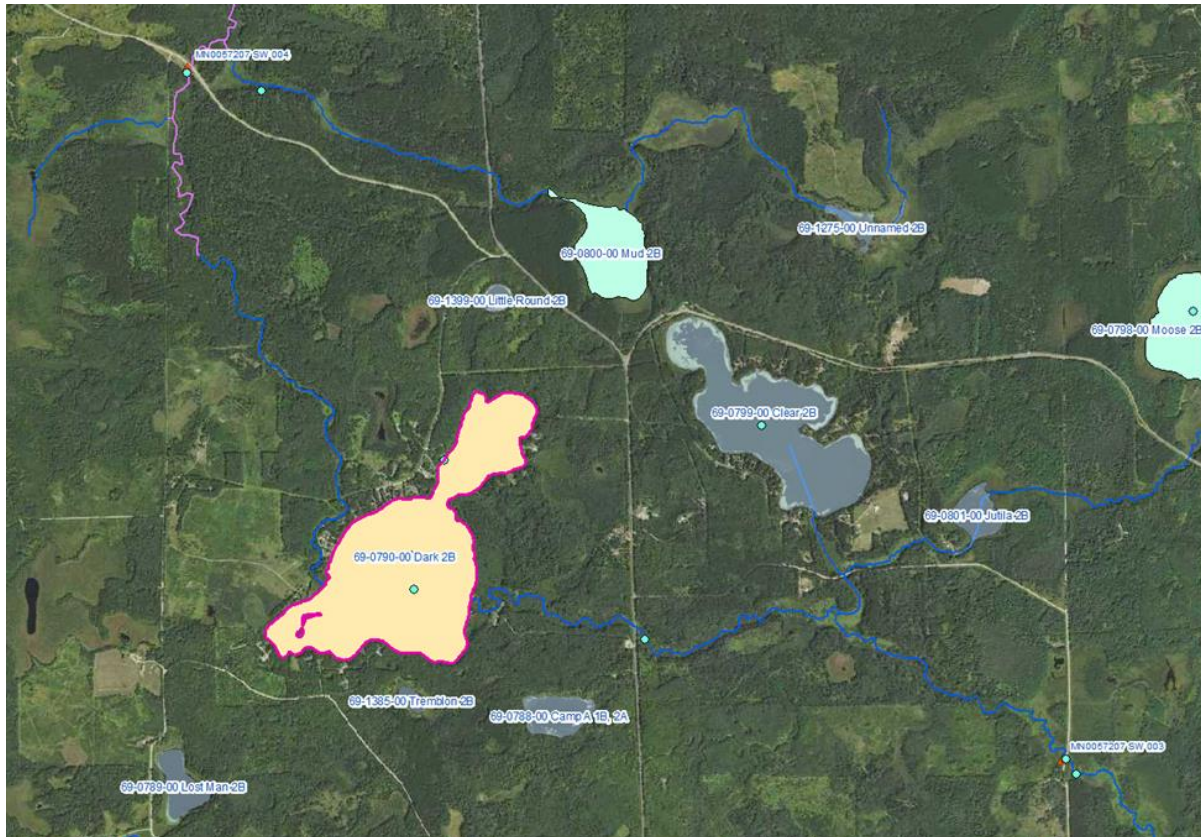 MN0057207 SW 004
69-1275-00 Unnamed 2B
69-0800-00 Mud 2B
69-1399-00 Little Round 2B
69-0798-00 Moose 2B
69-0799-00 Clear 2B
69-0801-00 Jutila 2B
69-0790-00 Dark 2B
69-1385-00 Tremblon 2B
69-0788-00 Camp A 1B, 2A
MN0057207 SW 003
69-0789-00 Lost Man 2B